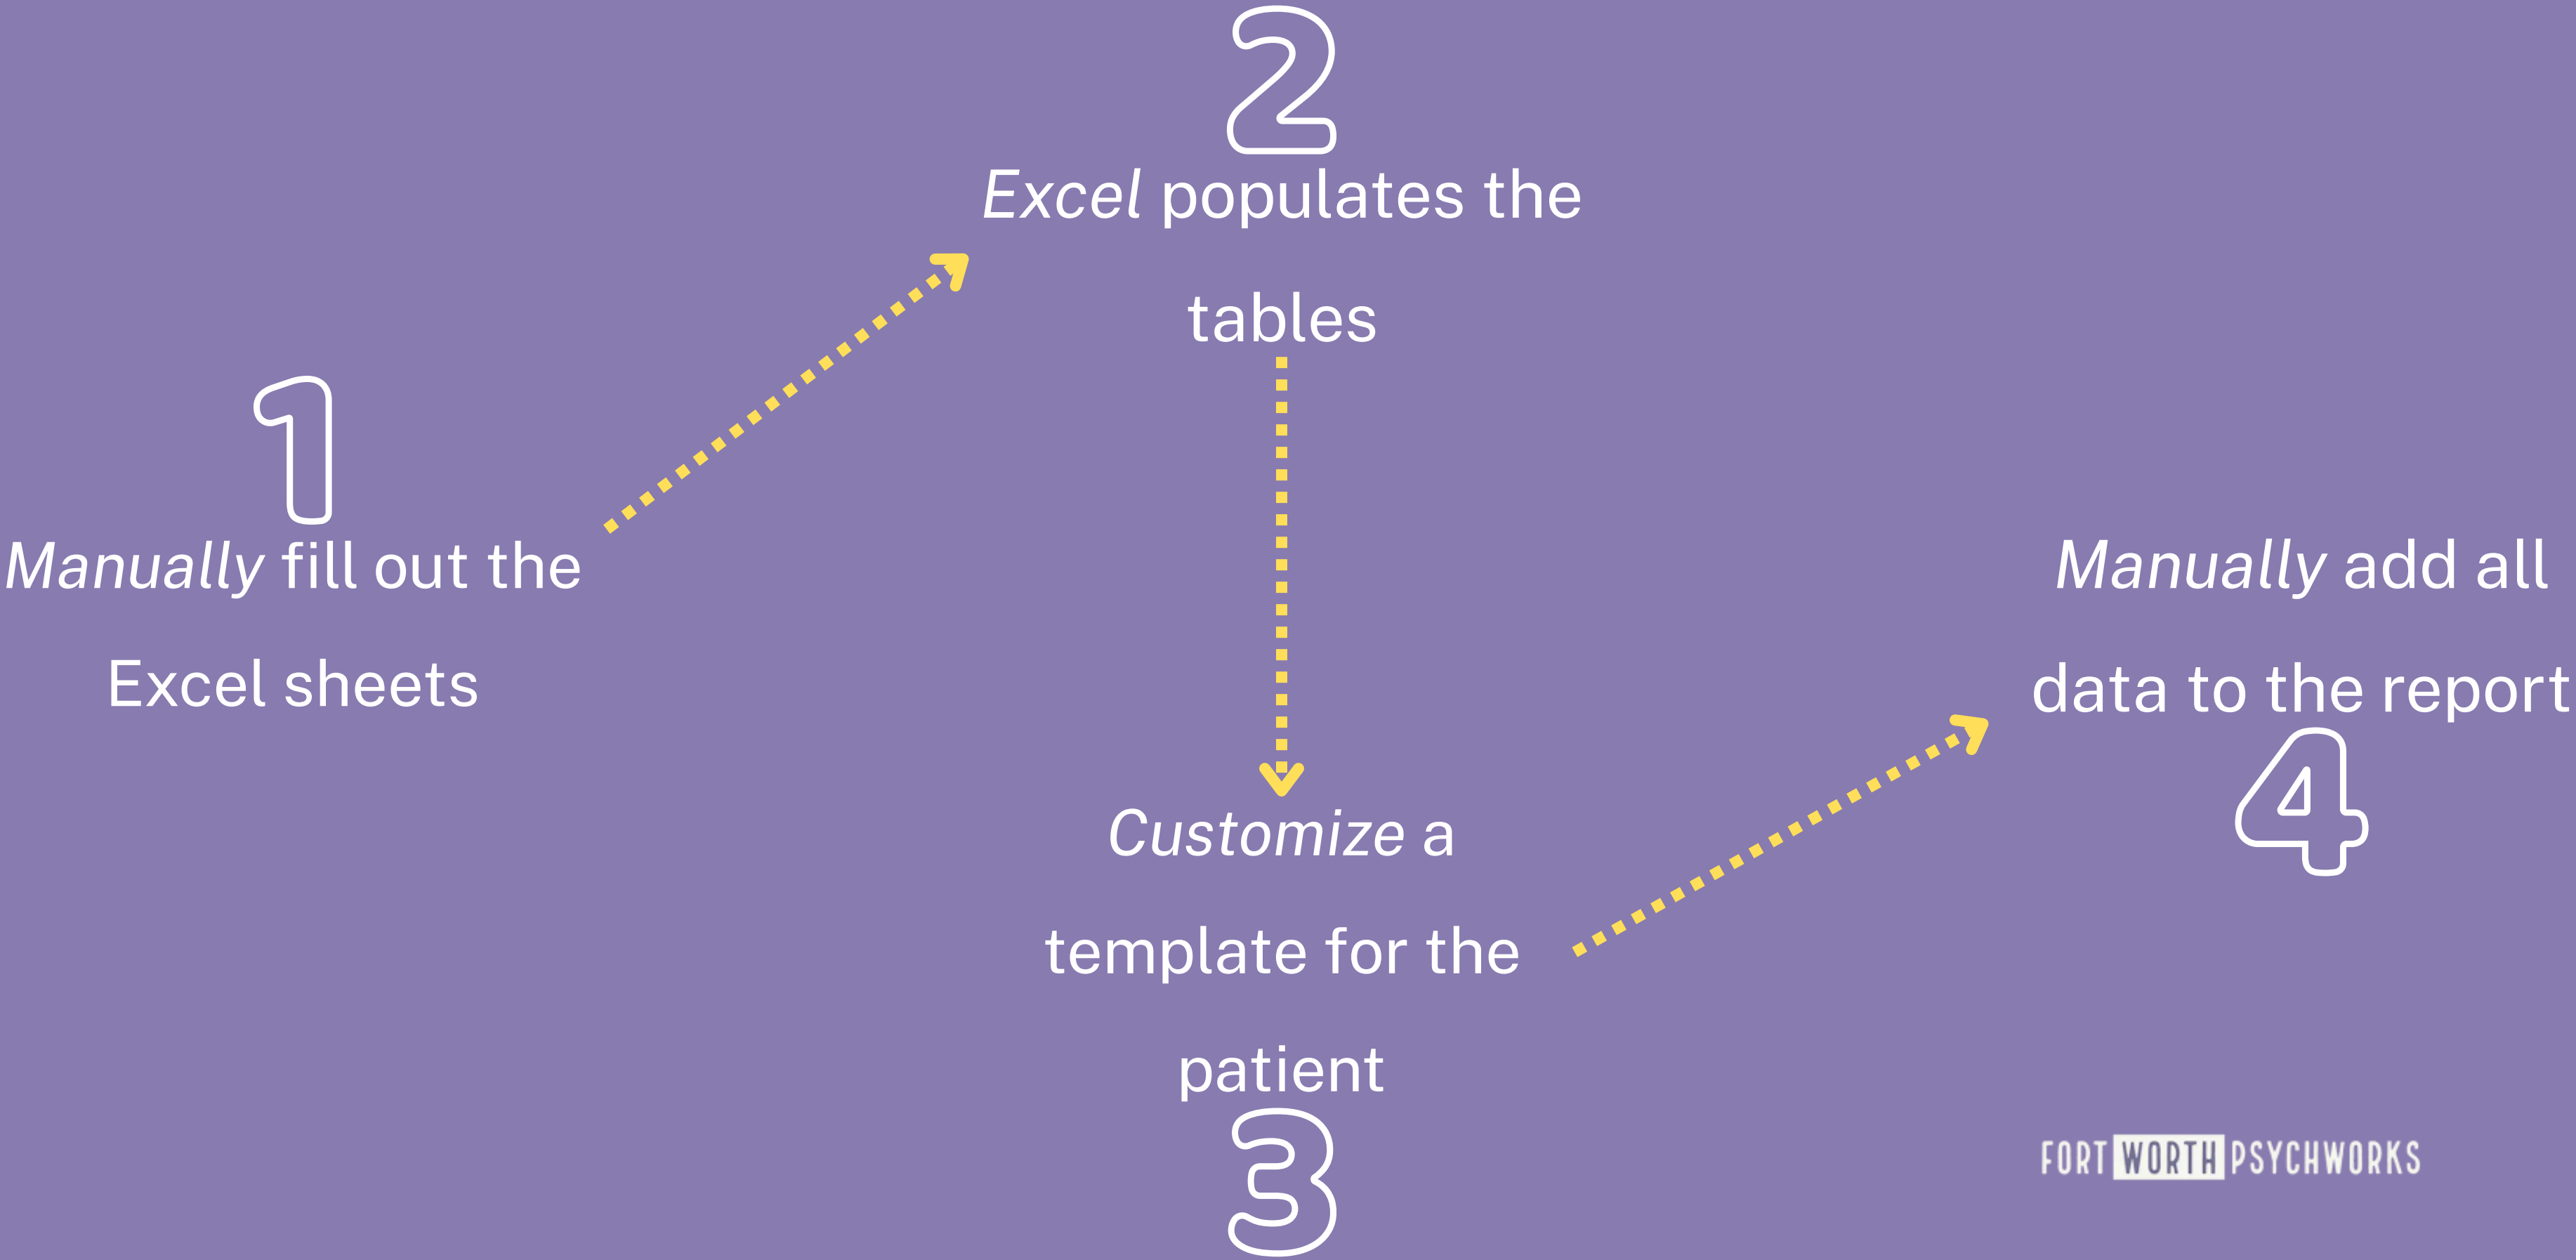 1
Manually fill out the
Excel sheets
2
Excel populates the
tables
Customize a
template for the
patient
3
Manually add all
data to the report
4
FORT WORTH PSYCHWORKS